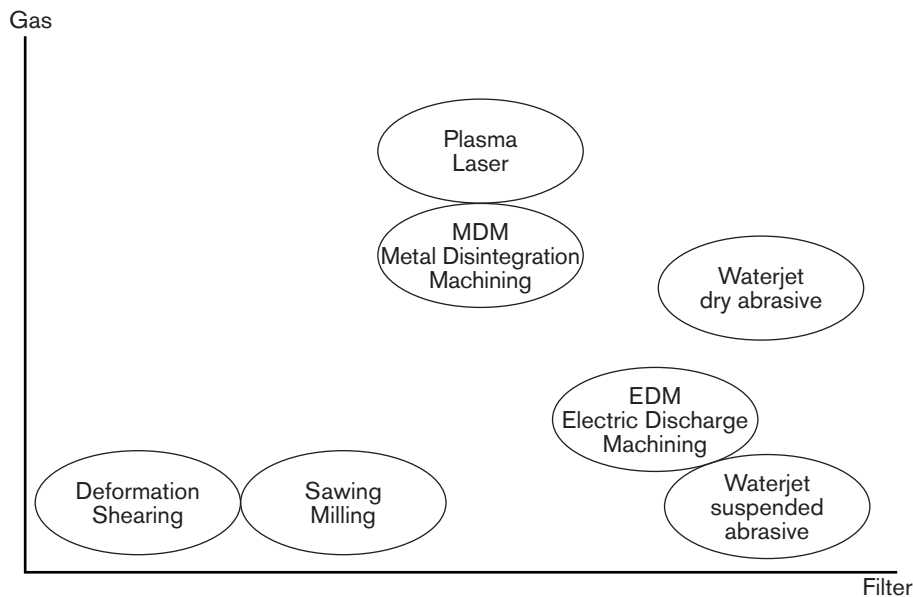 Gas
Plasma
Laser
MDM
Metal Disintegration
Machining
Waterjet
dry abrasive
EDM
Electric Discharge
Machining
Deformation
Shearing
Sawing
Milling
Waterjet
suspended
abrasive
Filter